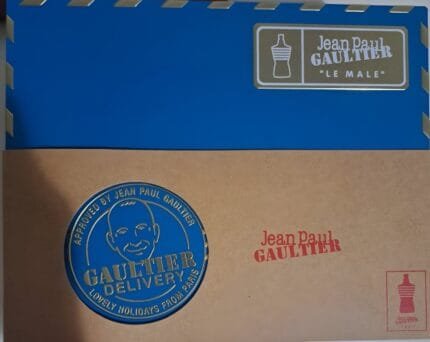 Jean Paul
GAULTIER
"LE MALE"
APPROVED BY JEAN PAUL GAULTIER
GAULTIER
DELIVERY
LOVELY HOLIDAYS FROM PARIS
Jean Paul
GAULTIER